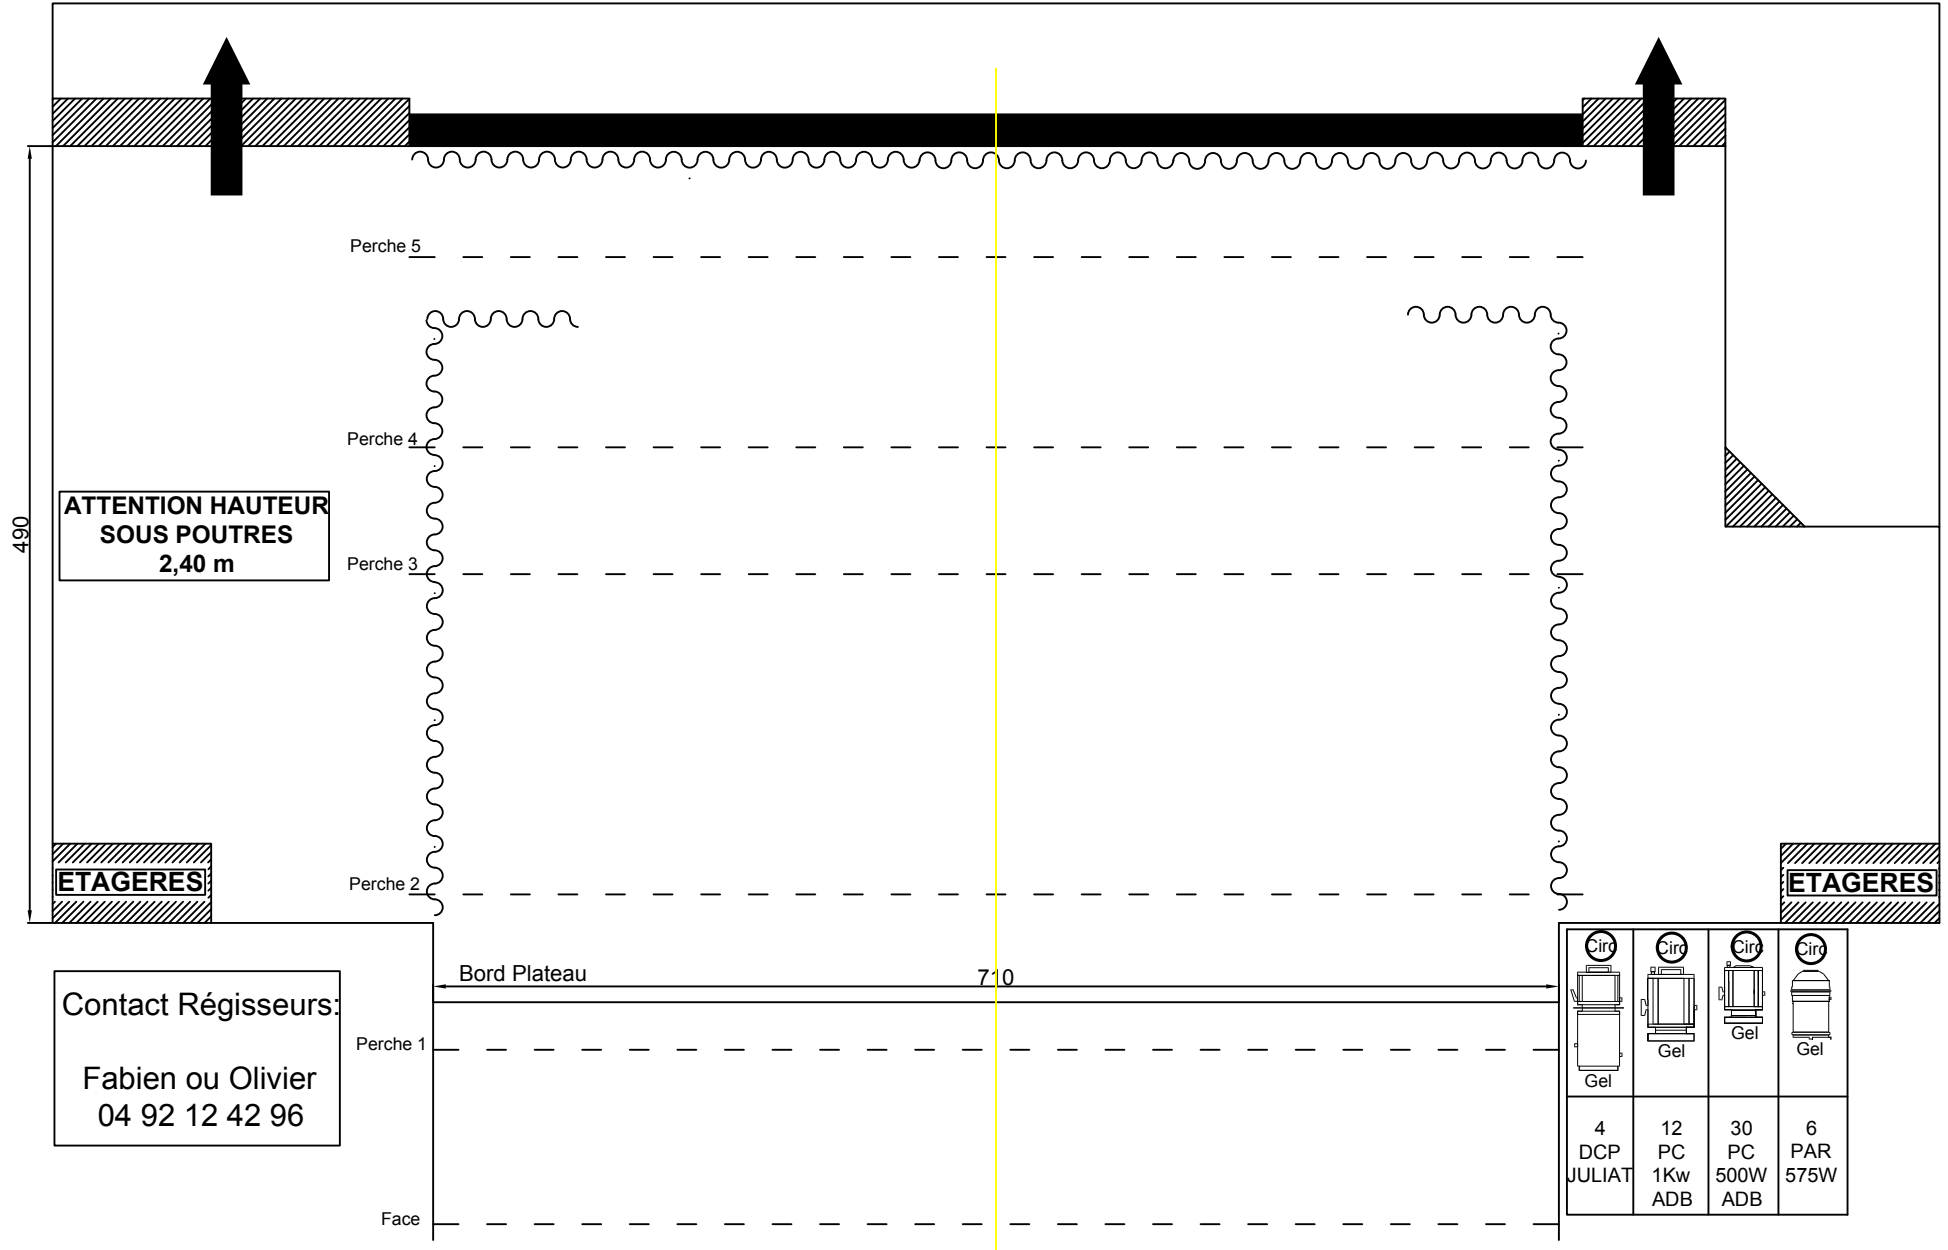 Perche 5
Perche 4
ATTENTION HAUTEUR
SOUS POUTRES
2,40 m
490
Perche 3
Perche 2
ETAGERES
ETAGERES
Bord Plateau
710
Contact Régisseurs:
Fabien ou Olivier
04 92 12 42 96
Perche 1
Face
Circ
Circ
Circ
Circ
Gel
Gel
Gel
Gel
4
DCP
JULIAT
12
PC
1Kw
ADB
30
PC
500W
ADB
6
PAR
575W